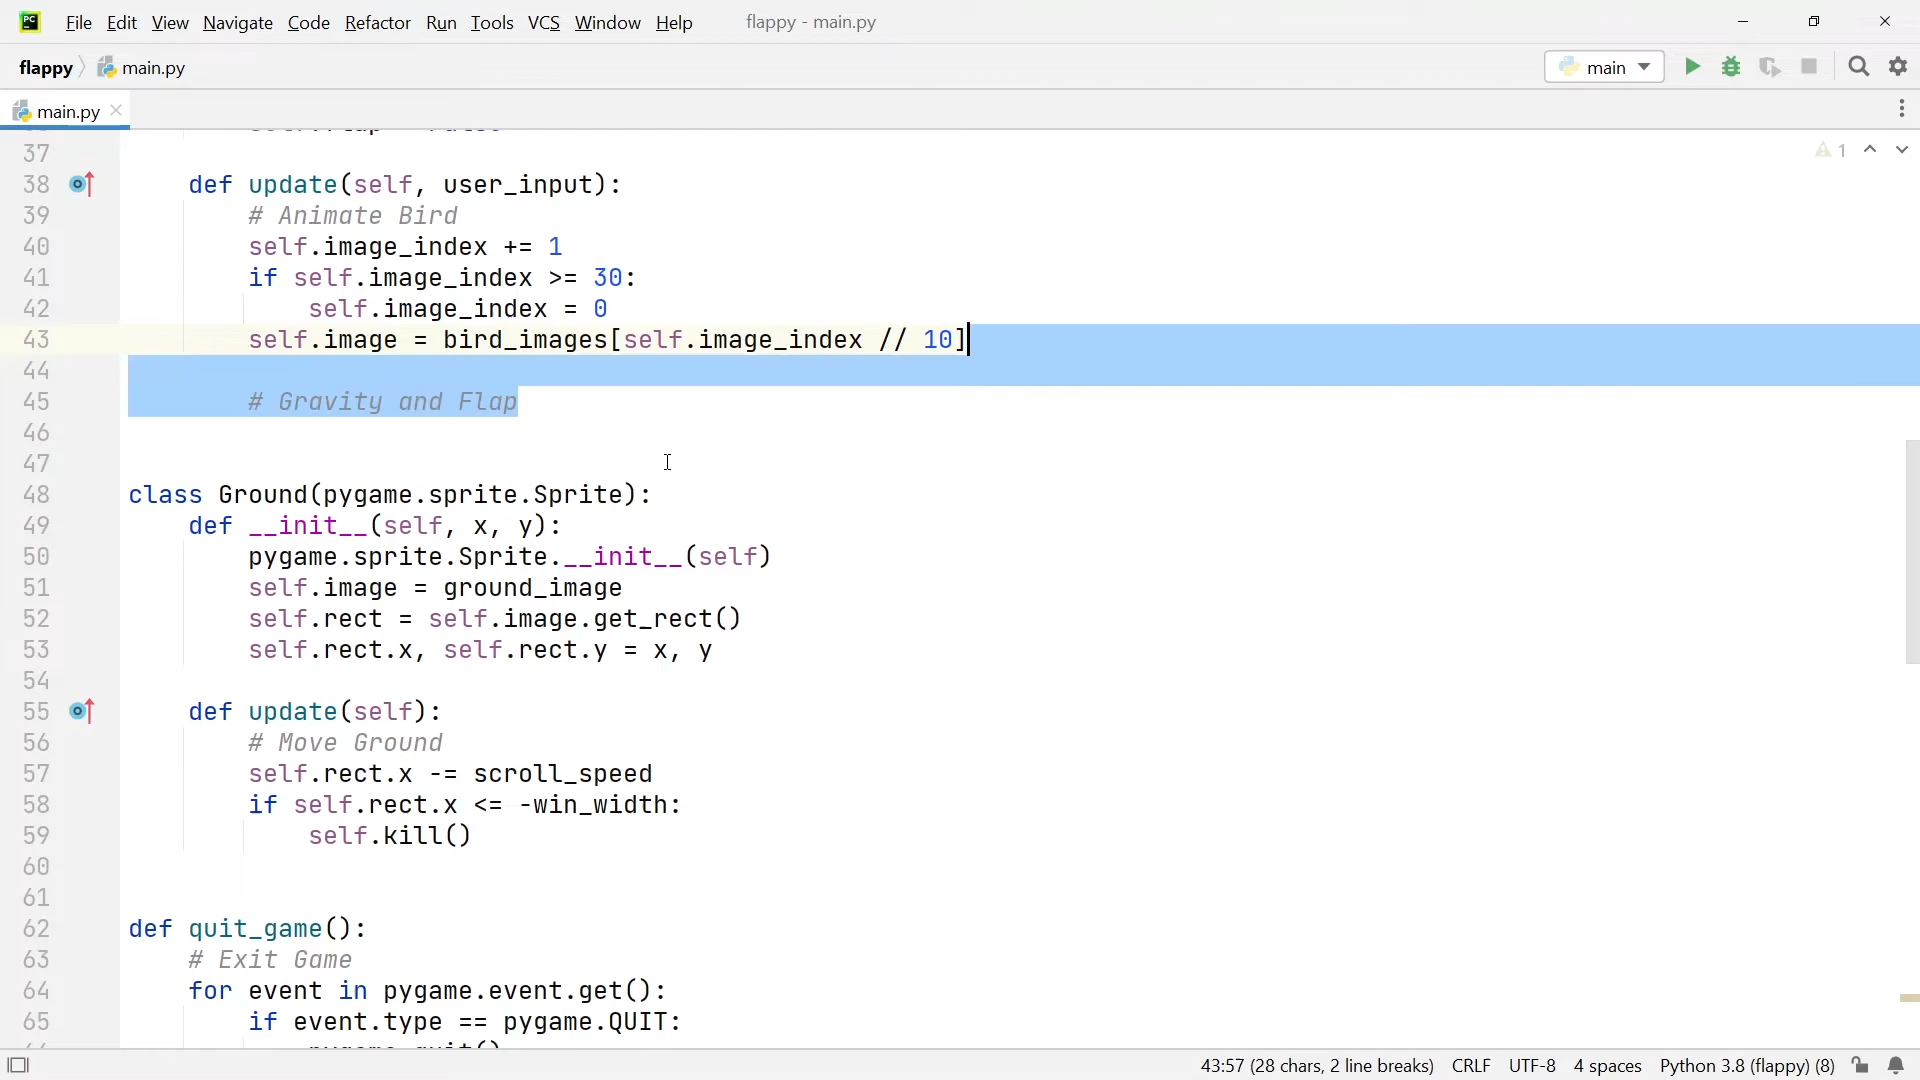 PC
File Edit View Navigate Code Refactor Run Tools VCS Window Help flappy - main.py
flappy main.py main
main.py
1
37
38 def update(self, user_input):
39 # Animate Bird
40 self.image_index += 1
41 if self.image_index >= 30:
42 self.image_index = 0
43 self.image = bird_images[self.image_index // 10]
44
45 # Gravity and Flap
46
47
48 class Ground(pygame.sprite.Sprite):
49 def __init__(self, x, y):
50 pygame.sprite.Sprite.__init__(self)
51 self.image = ground_image
52 self.rect = self.image.get_rect()
53 self.rect.x, self.rect.y = x, y
54
55 def update(self):
56 # Move Ground
57 self.rect.x -= scroll_speed
58 if self.rect.x <= -win_width:
59 self.kill()
60
61
62 def quit_game():
63 # Exit Game
64 for event in pygame.event.get():
65 if event.type == pygame.QUIT:
43:57 (28 chars, 2 line breaks) CRLF UTF-8 4 spaces Python 3.8 (flappy) (8)